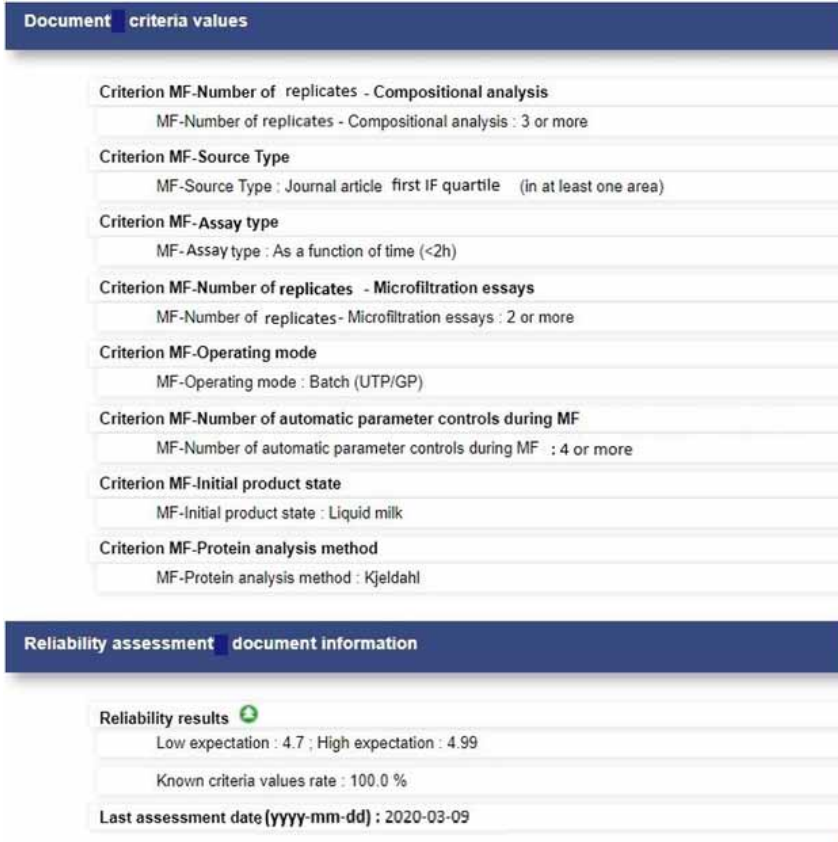 Document criteria values
Criterion MF-Number of replicates - Compositional analysis
MF-Number of replicates - Compositional analysis : 3 or more
Criterion MF-Source Type
MF-Source Type : Journal article first IF quartile (in at least one area)
Criterion MF-Assay type
MF-Assay type : As a function of time (<2h)
Criterion MF-Number of replicates - Microfiltration essays
MF-Number of replicates- Microfiltration essays : 2 or more
Criterion MF-Operating mode
MF-Operating mode : Batch (UTP/GP)
Criterion MF-Number of automatic parameter controls during MF
MF-Number of automatic parameter controls during MF : 4 or more
Criterion MF-Initial product state
MF-Initial product state : Liquid milk
Criterion MF-Protein analysis method
MF-Protein analysis method : Kjeldahl
Reliability assessment document information
Reliability results
Low expectation : 4.7 ; High expectation : 4.99
Known criteria values rate : 100.0 %
Last assessment date (yyyy-mm-dd) : 2020-03-09